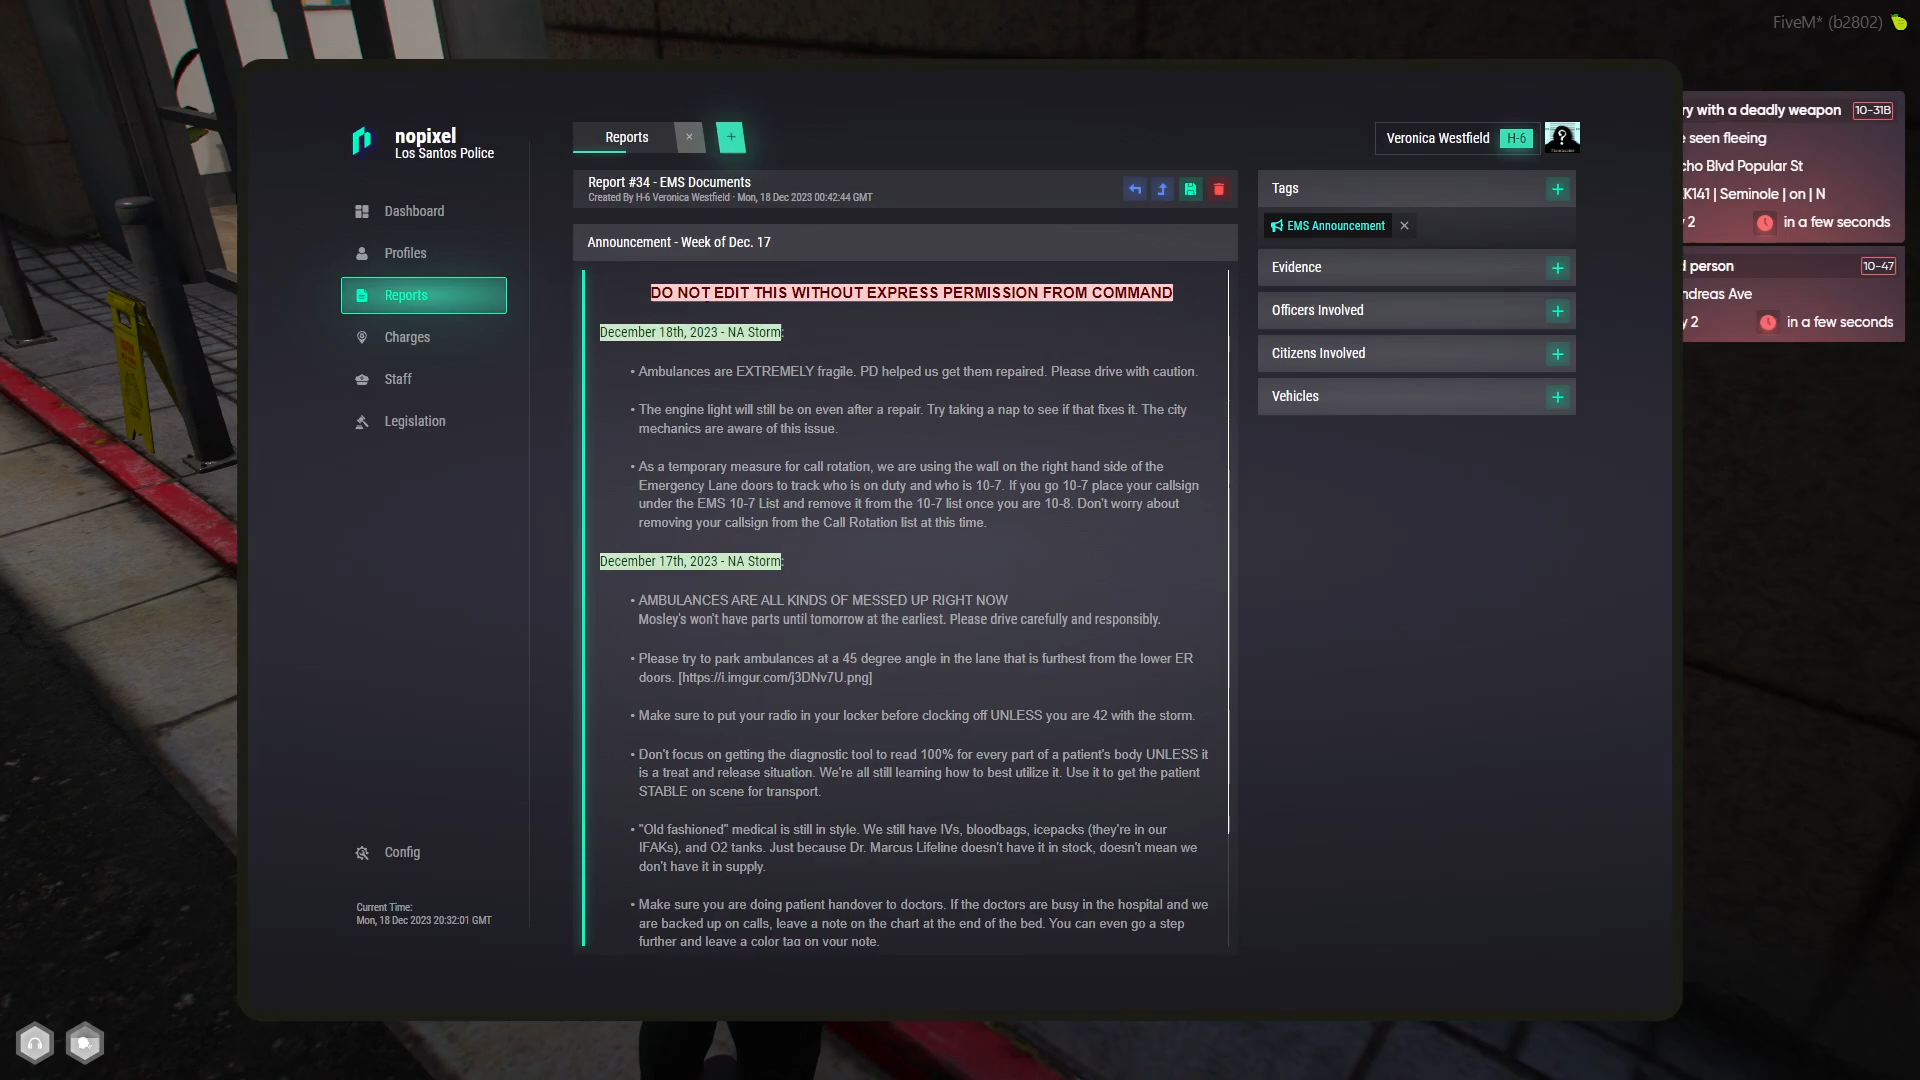 FiveM* (b2802)
nopixel
Los Santos Police
Dashboard
Profiles
Reports
Charges
Staff
Legislation
Config
Current Time:
Mon, 18 Dec 2023 20:32:01 GMT
Reports
×
+
Veronica Westfield H-6
Report #34 - EMS Documents
Created By H-6 Veronica Westfield · Mon, 18 Dec 2023 00:42:44 GMT
Announcement - Week of Dec. 17
DO NOT EDIT THIS WITHOUT EXPRESS PERMISSION FROM COMMAND
December 18th, 2023 - NA Storm:
• Ambulances are EXTREMELY fragile. PD helped us get them repaired. Please drive with caution.
• The engine light will still be on even after a repair. Try taking a nap to see if that fixes it. The city
mechanics are aware of this issue.
• As a temporary measure for call rotation, we are using the wall on the right hand side of the
Emergency Lane doors to track who is on duty and who is 10-7. If you go 10-7 place your callsign
under the EMS 10-7 List and remove it from the 10-7 list once you are 10-8. Don't worry about
removing your callsign from the Call Rotation list at this time.
December 17th, 2023 - NA Storm:
• AMBULANCES ARE ALL KINDS OF MESSED UP RIGHT NOW
Mosley's won't have parts until tomorrow at the earliest. Please drive carefully and responsibly.
• Please try to park ambulances at a 45 degree angle in the lane that is furthest from the lower ER
doors. [https://i.imgur.com/j3DNv7U.png]
• Make sure to put your radio in your locker before clocking off UNLESS you are 42 with the storm.
• Don't focus on getting the diagnostic tool to read 100% for every part of a patient's body UNLESS it
is a treat and release situation. We're all still learning how to best utilize it. Use it to get the patient
STABLE on scene for transport.
• "Old fashioned" medical is still in style. We still have IVs, bloodbags, icepacks (they're in our
IFAKs), and O2 tanks. Just because Dr. Marcus Lifeline doesn't have it in stock, doesn't mean we
don't have it in supply.
• Make sure you are doing patient handover to doctors. If the doctors are busy in the hospital and we
are backed up on calls, leave a note on the chart at the end of the bed. You can even go a step
further and leave a color tag on your note.
Tags
EMS Announcement ×
Evidence
Officers Involved
Citizens Involved
Vehicles
ry with a deadly weapon 10-31B
e seen fleeing
cho Blvd Popular St
K141 | Seminole | on | N
2 in a few seconds
d person 10-47
ndreas Ave
y 2 in a few seconds